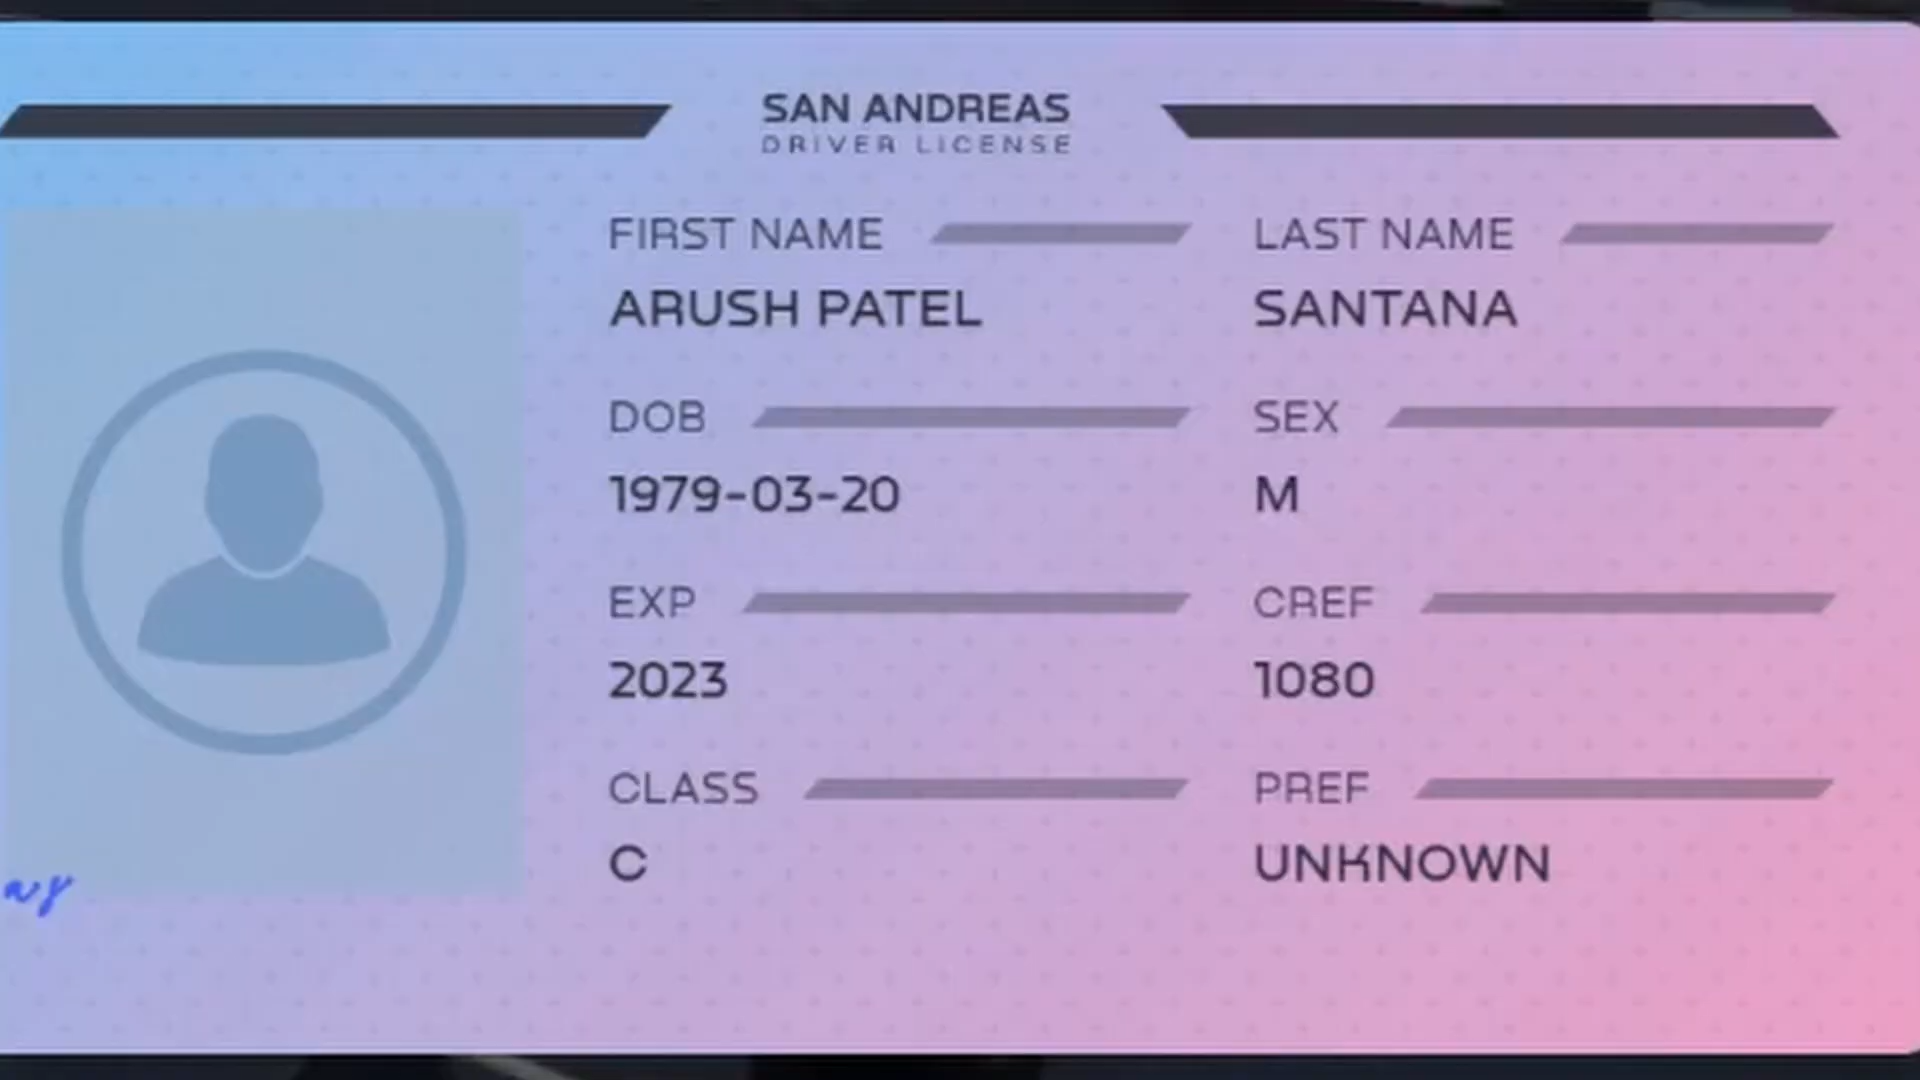 SAN ANDREAS
DRIVER LICENSE
FIRST NAME
LAST NAME
ARUSH PATEL
SANTANA
DOB
SEX
1979-03-20
M
EXP
CREF
2023
1080
CLASS
PREF
C
UNKNOWN